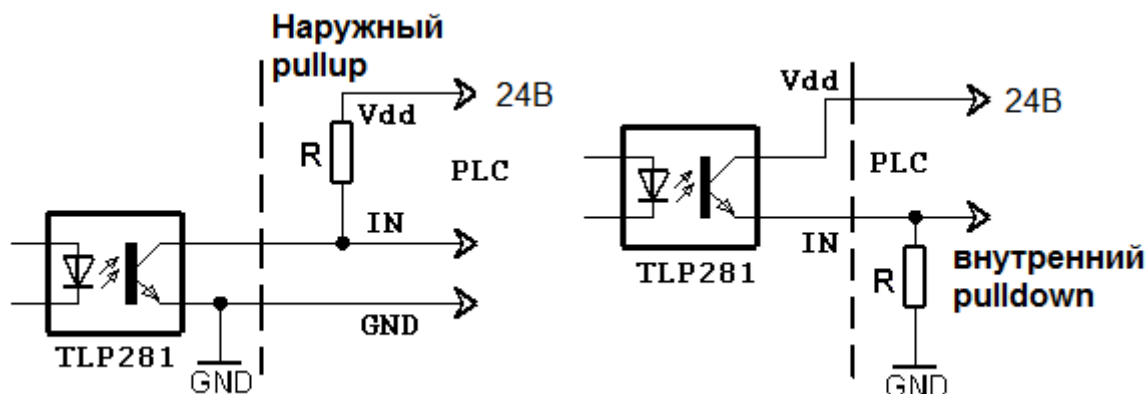 Наружный
pullup
Vdd
24В
R
PLC
IN
GND
TLP281
GND
Vdd
24В
PLC
IN
TLP281
R
внутренний
pulldown
GND